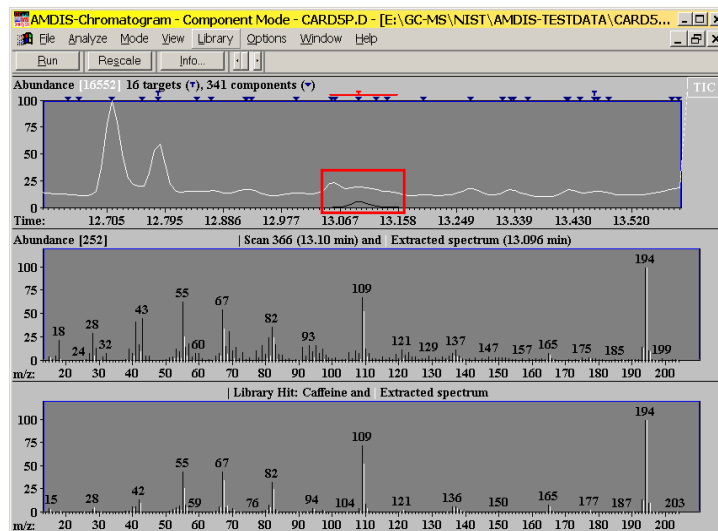 AMDIS-Chromatogram - Component Mode - CARD5P.D - [E:\GC-MS\NIST\AMDIS-TESTDATA\CARD5...
File Analyze Mode View Library Options Window Help
Run Rescale Info...
Abundance [16552] 16 targets (T), 341 components (▼)
TIC
100
75
50
25
0
Time: 12.705 12.795 12.886 12.977 13.067 13.158 13.249 13.339 13.430 13.520
Abundance [252] | Scan 366 (13.10 min) and | Extracted spectrum (13.096 min)
100
75
50
25
0
18 24 28 32 43 55 60 67 82 93 109 121 129 137 147 157 165 175 185 194 199
m/z: 20 30 40 50 60 70 80 90 100 110 120 130 140 150 160 170 180 190 200
| Library Hit: Caffeine and | Extracted spectrum
100
75
50
25
0
15 28 42 55 59 67 76 82 94 104 109 121 136 150 165 177 187 194 203
m/z: 20 30 40 50 60 70 80 90 100 110 120 130 140 150 160 170 180 190 200